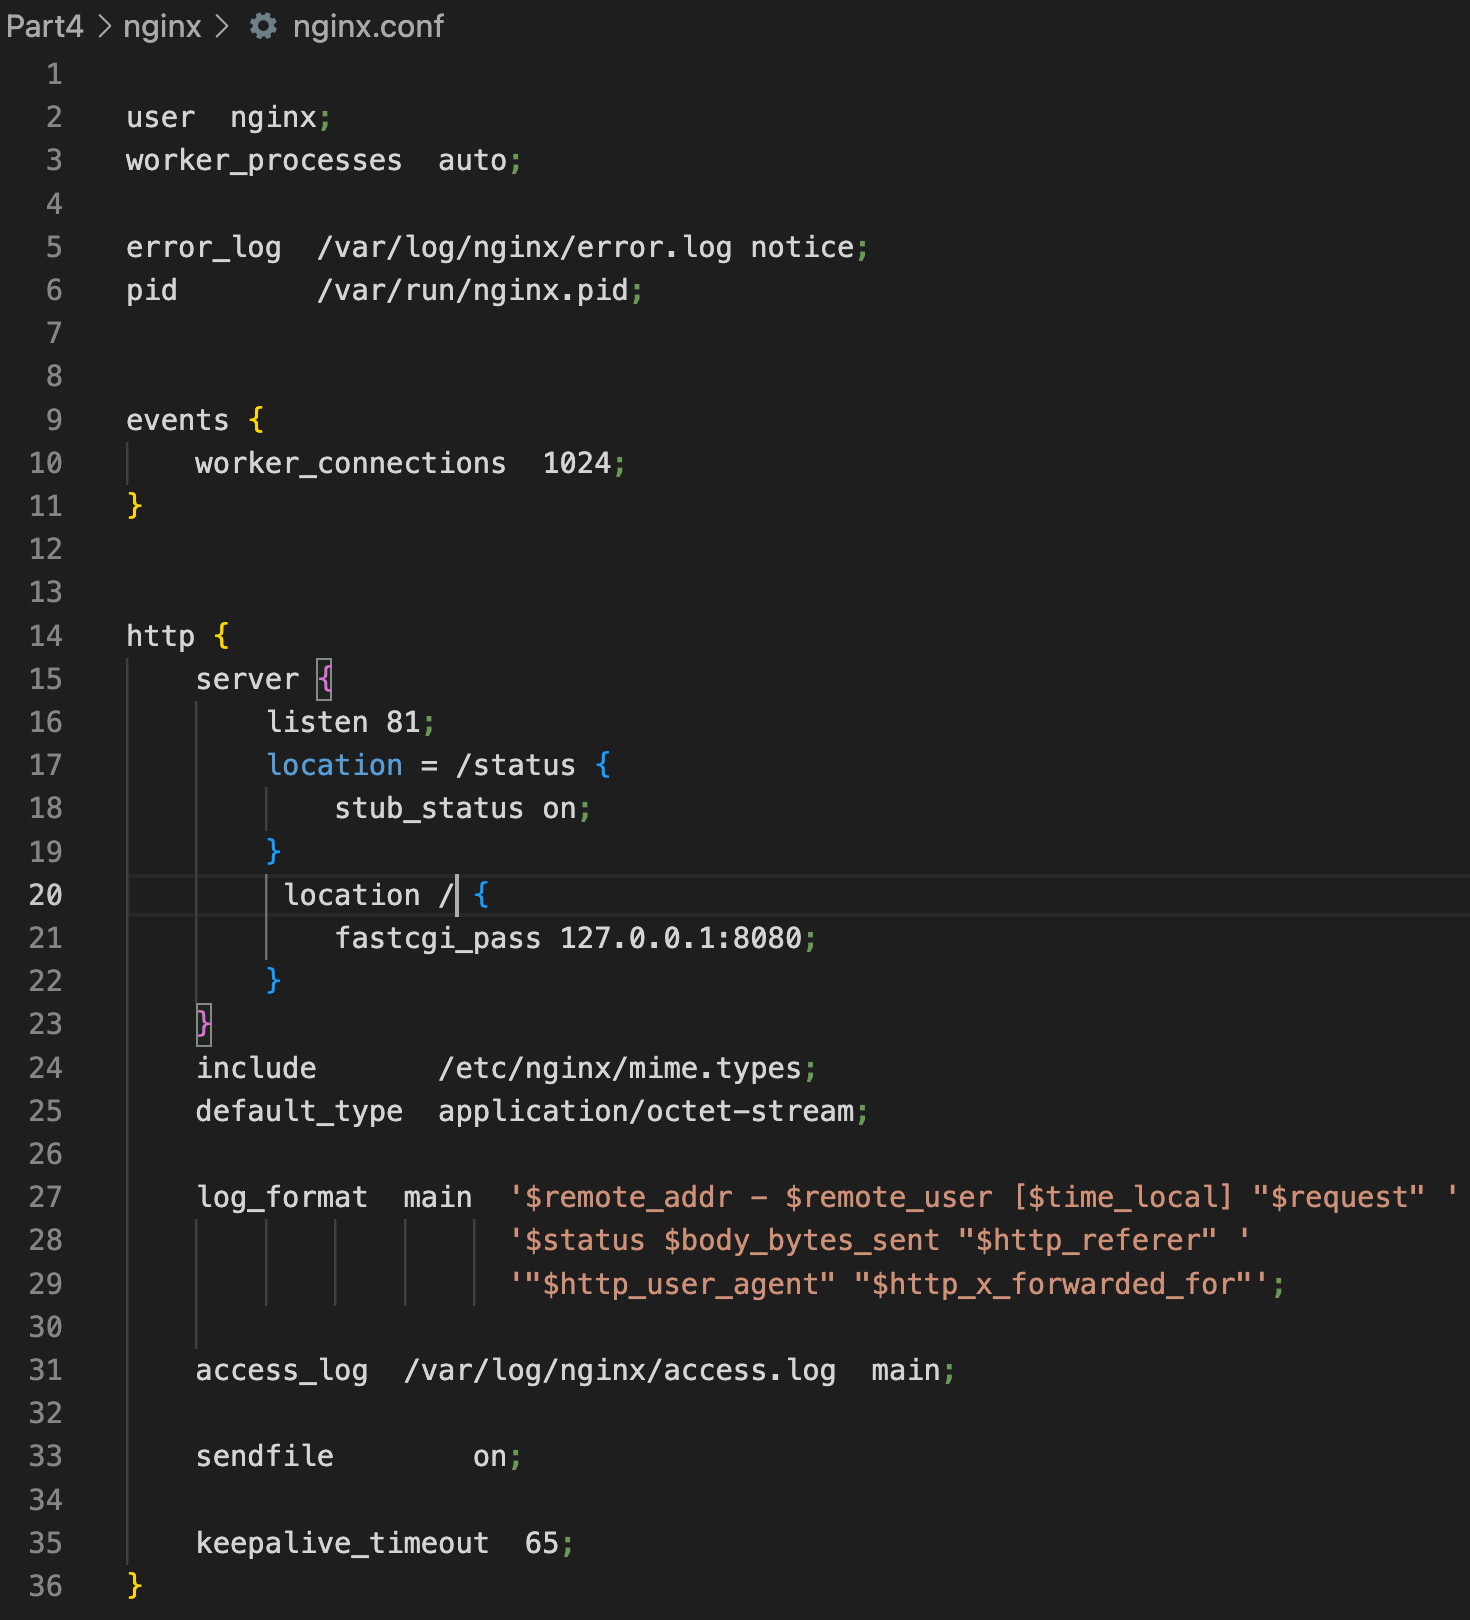 Part4 > nginx > nginx.conf
1
2 user  nginx;
3 worker_processes  auto;
4
5 error_log  /var/log/nginx/error.log notice;
6 pid        /var/run/nginx.pid;
7
8
9 events {
10     worker_connections  1024;
11 }
12
13
14 http {
15     server {
16         listen 81;
17         location = /status {
18             stub_status on;
19         }
20          location / {
21             fastcgi_pass 127.0.0.1:8080;
22         }
23     }
24     include       /etc/nginx/mime.types;
25     default_type  application/octet-stream;
26
27     log_format  main  '$remote_addr - $remote_user [$time_local] "$request" '
28                       '$status $body_bytes_sent "$http_referer" '
29                       '"$http_user_agent" "$http_x_forwarded_for"';
30
31     access_log  /var/log/nginx/access.log  main;
32
33     sendfile        on;
34
35     keepalive_timeout  65;
36 }